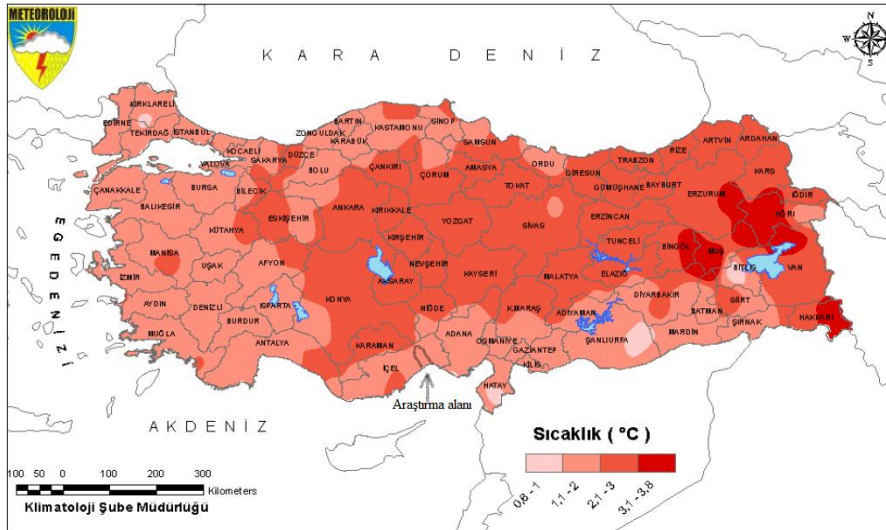 METEOROLOJİ
N
W
E
S
KARA DENİZ
KIRKLARELİ
EDİRNE
TEKİRDAĞ
İSTANBUL
KOCAELİ
YALOVA
SAKARYA
DÜZCE
ZONGULDAK
BARTIN
KARABÜK
KASTAMONU
SİNOP
SAMSUN
BOLU
ÇANKIRI
ÇORUM
AMASYA
ORDU
TOKAT
GİRESUN
TRABZON
RİZE
ARTVİN
ARDAHAN
KARS
GÜMÜŞHANE
BAYBURT
ERZURUM
IĞDIR
AĞRI
ÇANAKKALE
BALIKESİR
BURSA
BİLECİK
ESKİŞEHİR
KÜTAHYA
ANKARA
KIRIKKALE
YOZGAT
SİVAS
ERZİNCAN
TUNCELİ
BİNGÖL
MUŞ
BİTLİS
VAN
MANİSA
İZMİR
UŞAK
AFYON
KIRŞEHİR
NEVŞEHİR
AKSARAY
KAYSERİ
MALATYA
ELAZIĞ
DİYARBAKIR
BATMAN
SİİRT
ŞIRNAK
HAKKARİ
AYDIN
DENİZLİ
ISPARTA
BURDUR
KONYA
NİĞDE
K.MARAŞ
ADIYAMAN
MARDİN
MUĞLA
ANTALYA
KARAMAN
İÇEL
ADANA
OSMANİYE
GAZİANTEP
KİLİS
ŞANLIURFA
HATAY
EGE DENİZİ
AKDENİZ
Araştırma alanı
Sıcaklık ( °C )
0,8 - 1
1,1 - 2
2,1 - 3
3,1 - 3,8
100 50 0 100 200 300
Kilometers
Klimatoloji Şube Müdürlüğü